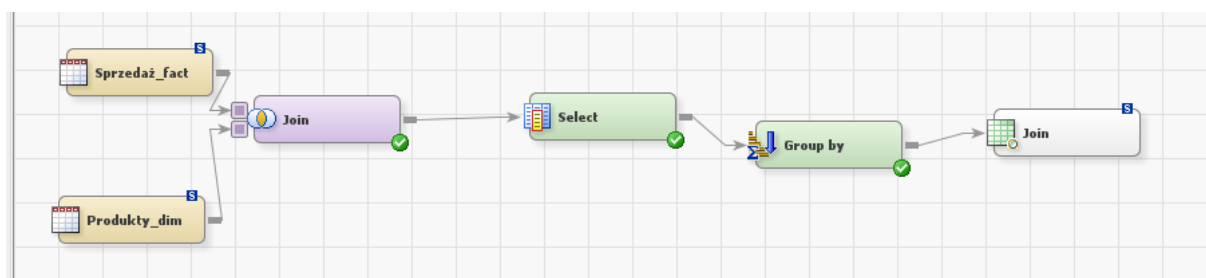 S
Sprzedaż_fact
Join
Select
S
Join
Group by
S
Produkty_dim